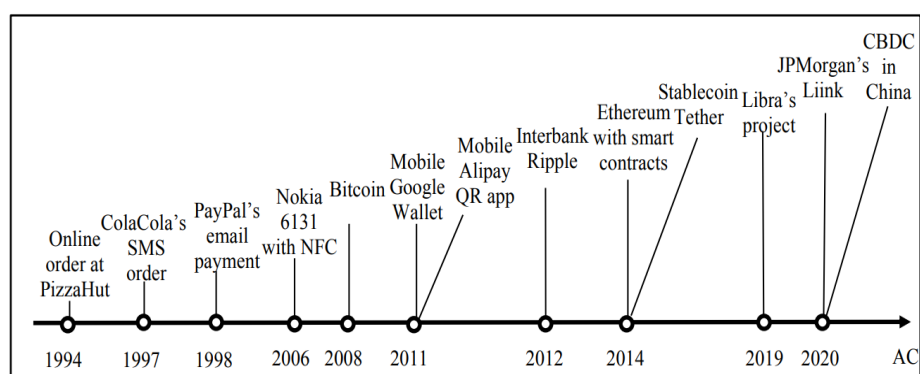 Online
order at
PizzaHut
ColaCola's
SMS
order
PayPal's
email
payment
Nokia
6131
with NFC
Bitcoin
Mobile
Google
Wallet
Mobile
Alipay
QR app
Interbank
Ripple
Ethereum
with smart
contracts
Stablecoin
Tether
Libra's
project
JPMorgan's
Liink
CBDC
in
China
1994
1997
1998
2006
2008
2011
2012
2014
2019
2020
AC